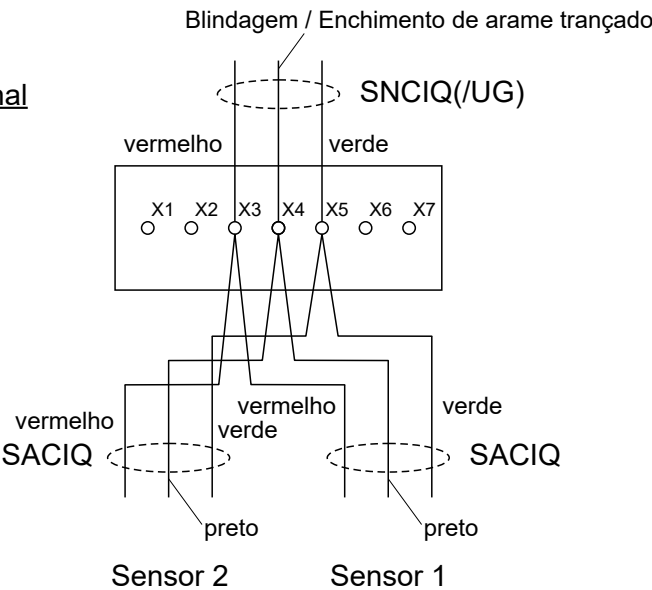 Blindagem / Enchimento de arame trançado
nal
SNCIQ(/UG)
vermelho
verde
X1 X2 X3 X4 X5 X6 X7
vermelho
vermelho
verde
verde
SACIQ
SACIQ
preto
preto
Sensor 2
Sensor 1